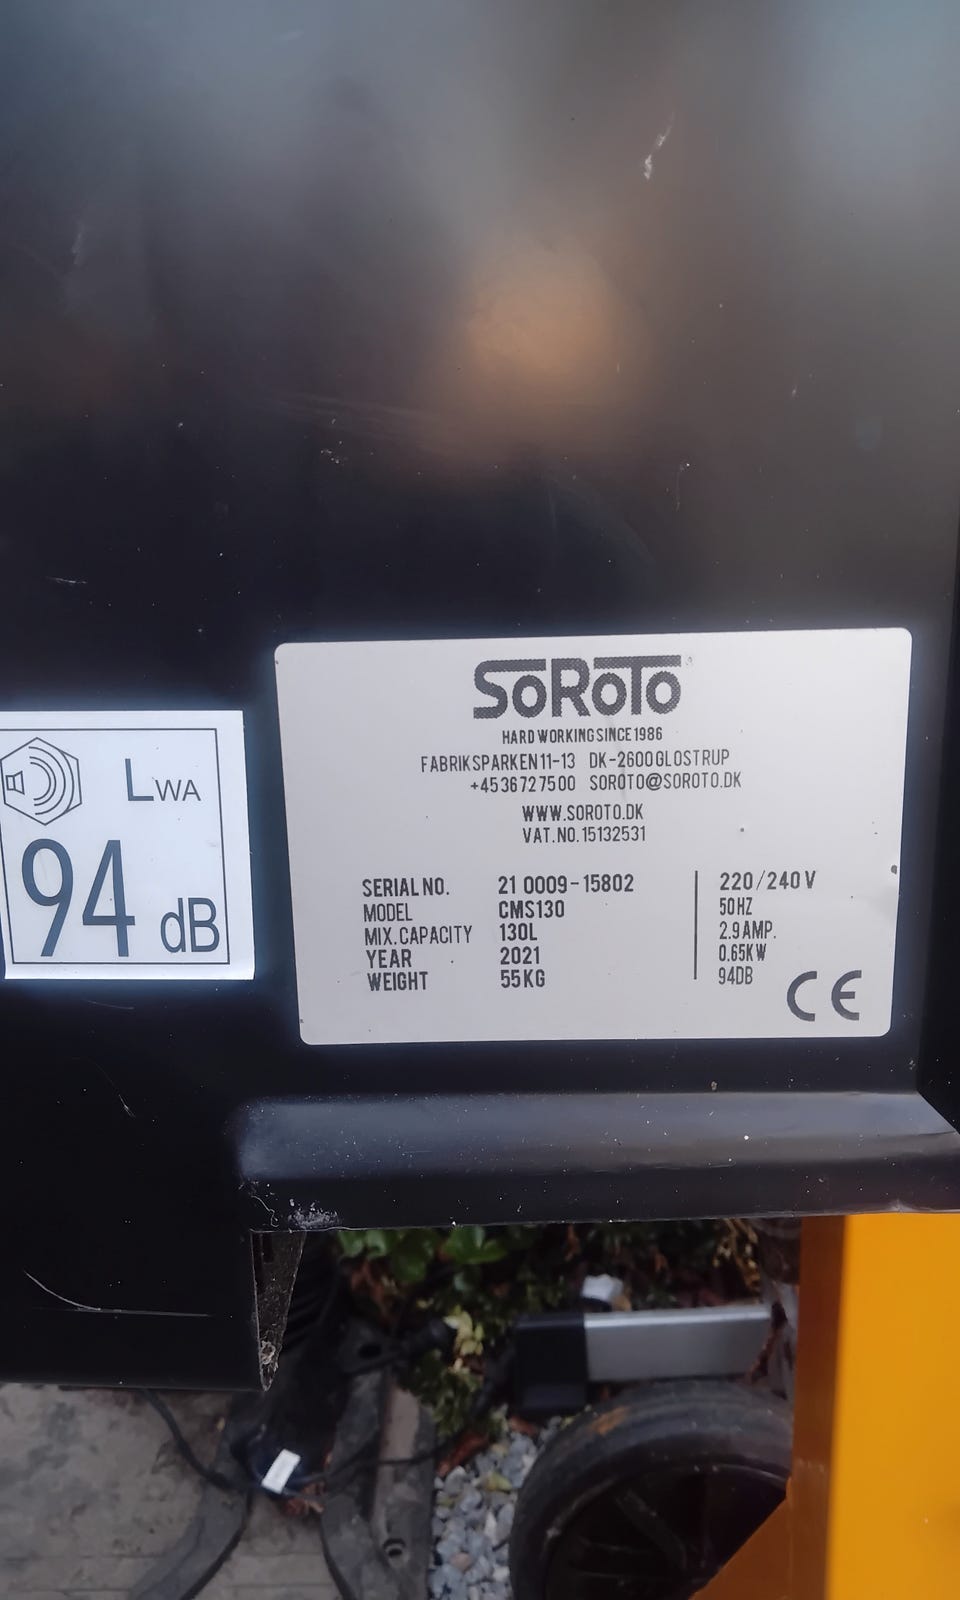 SoRoTo
HARD WORKING SINCE 1986
FABRIKSPARKEN 11-13 DK-2600 GLOSTRUP
+4536727500 SOROTO@SOROTO.DK
WWW.SOROTO.DK
VAT.NO.15132531
SERIAL NO. 21 0009-15802
MODEL CMS130
MIX.CAPACITY 130L
YEAR 2021
WEIGHT 55KG
220/240V
50HZ
2.9AMP.
0.65KW
94DB
CE
LWA
94 dB